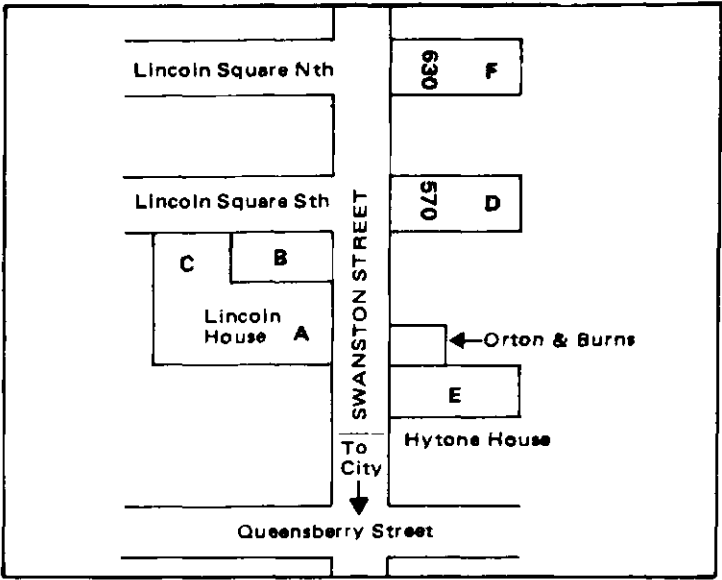 Lincoln Square Nth
630
F
Lincoln Square Sth
570
D
SWANSTON STREET
C
B
Lincoln
House A
Orton & Burns
E
Hytone House
To
City
Queensberry Street